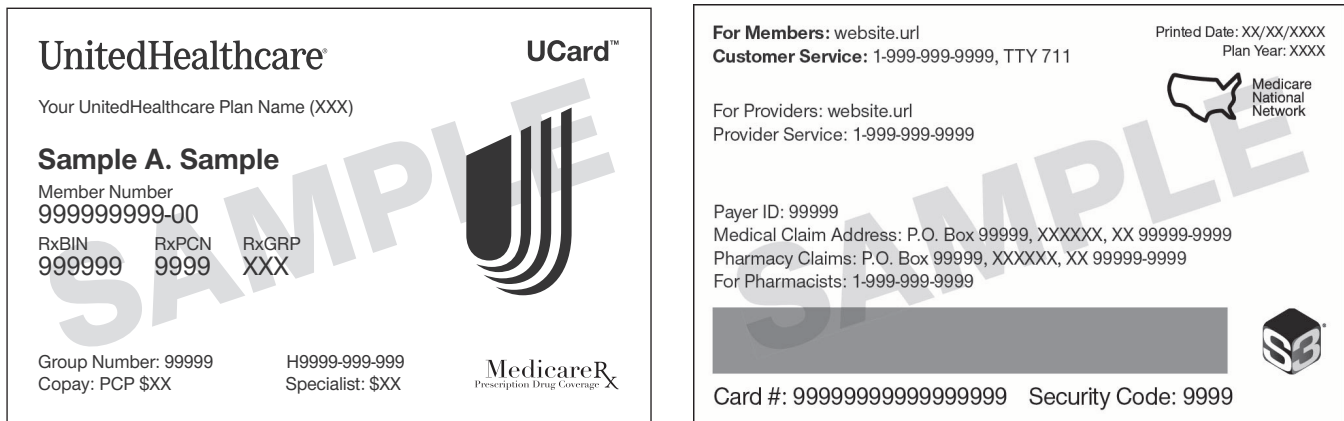 UnitedHealthcare®
UCard™
Your UnitedHealthcare Plan Name (XXX)
Sample A. Sample
Member Number
999999999-00
RxBIN RxPCN RxGRP
999999 9999 XXX
SAMPLE
Group Number: 99999 H9999-999-999
Copay: PCP $XX Specialist: $XX
MedicareRx
Prescription Drug Coverage
For Members: website.url
Customer Service: 1-999-999-9999, TTY 711
Printed Date: XX/XX/XXXX
Plan Year: XXXX
Medicare
National
Network
For Providers: website.url
Provider Service: 1-999-999-9999
SAMPLE
Payer ID: 99999
Medical Claim Address: P.O. Box 99999, XXXXXX, XX 99999-9999
Pharmacy Claims: P.O. Box 99999, XXXXXX, XX 99999-9999
For Pharmacists: 1-999-999-9999
S3®
Card #: 99999999999999999 Security Code: 9999